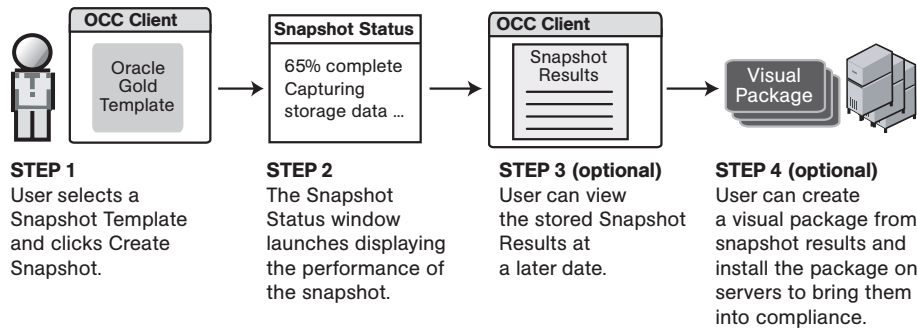 OCC Client
Oracle
Gold
Template
Snapshot Status
65% complete
Capturing
storage data ...
OCC Client
Snapshot
Results
Visual
Package
STEP 1
User selects a
Snapshot Template
and clicks Create
Snapshot.
STEP 2
The Snapshot
Status window
launches displaying
the performance of
the snapshot.
STEP 3 (optional)
User can view
the stored Snapshot
Results at
a later date.
STEP 4 (optional)
User can create
a visual package from
snapshot results and
install the package on
servers to bring them
into compliance.